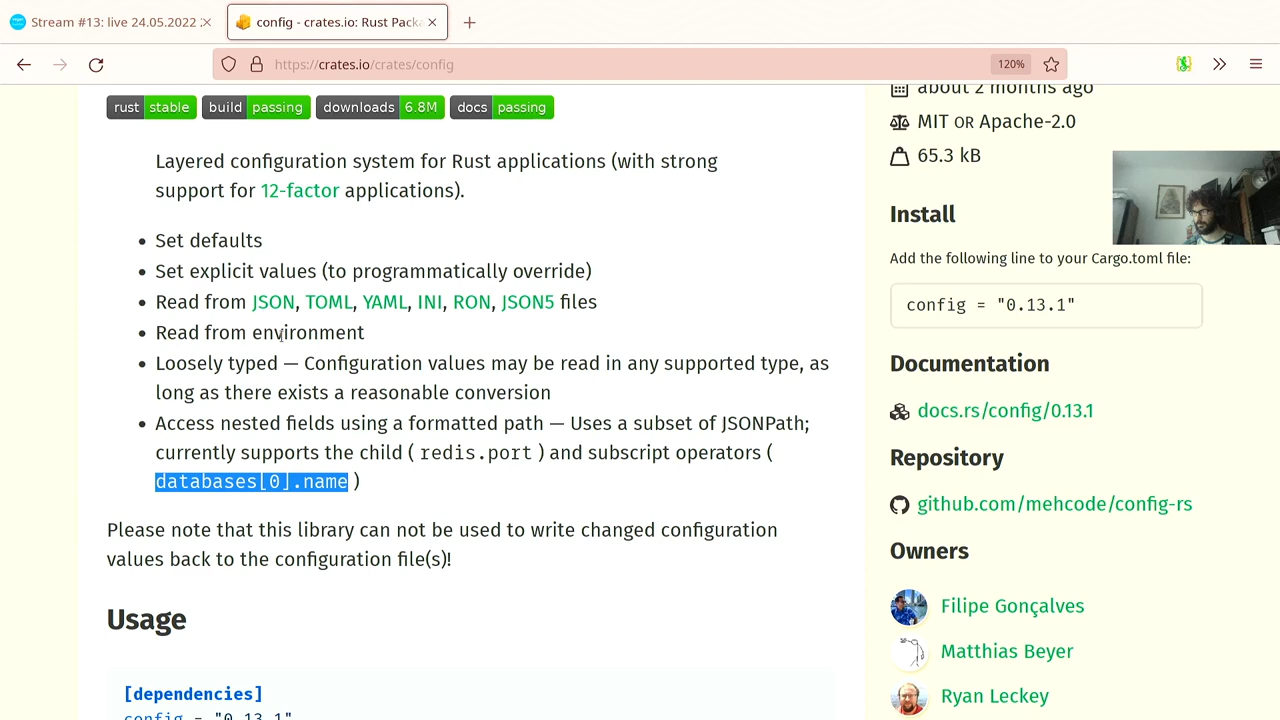 Stream #13: live 24.05.2022
config - crates.io: Rust Pack
https://crates.io/crates/config
120%
rust stable build passing downloads 6.8M docs passing
Layered configuration system for Rust applications (with strong
support for 12-factor applications).
Set defaults
Set explicit values (to programmatically override)
Read from JSON, TOML, YAML, INI, RON, JSON5 files
Read from environment
Loosely typed — Configuration values may be read in any supported type, as
long as there exists a reasonable conversion
Access nested fields using a formatted path — Uses a subset of JSONPath;
currently supports the child ( redis.port ) and subscript operators (
databases[0].name )
Please note that this library can not be used to write changed configuration
values back to the configuration file(s)!
Usage
[dependencies]
config = "0.13.1"
about 2 months ago
MIT OR Apache-2.0
65.3 kB
Install
Add the following line to your Cargo.toml file:
config = "0.13.1"
Documentation
docs.rs/config/0.13.1
Repository
github.com/mehcode/config-rs
Owners
Filipe Gonçalves
Matthias Beyer
Ryan Leckey